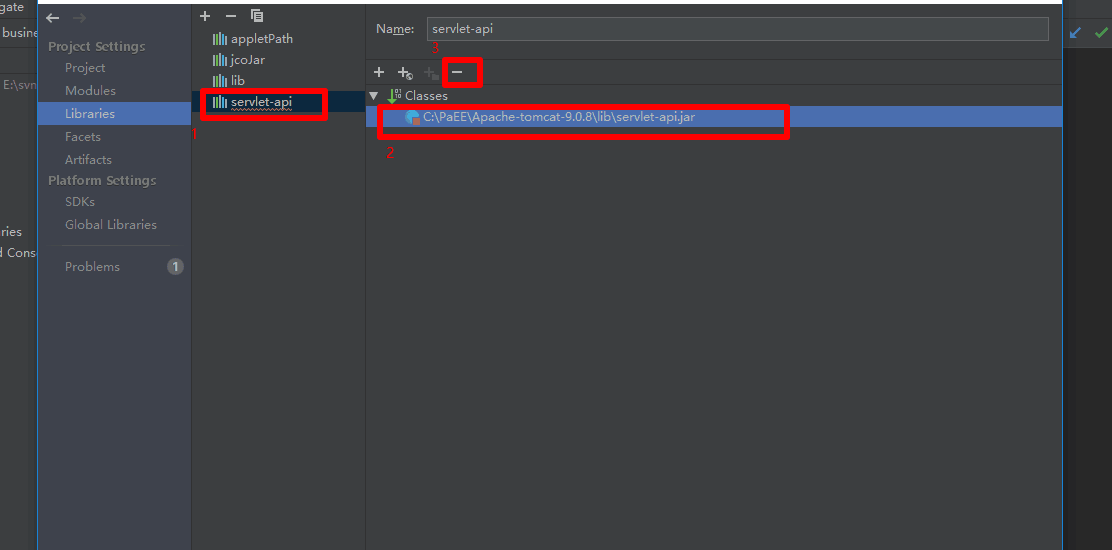 gate
busine
E:\svn
ries
d Cons
Project Settings
Project
Modules
Libraries
Facets
Artifacts
Platform Settings
SDKs
Global Libraries
Problems 1
appletPath
jcoJar
lib
servlet-api
1
Name: servlet-api
3
Classes
C:\PaEE\Apache-tomcat-9.0.8\lib\servlet-api.jar
2